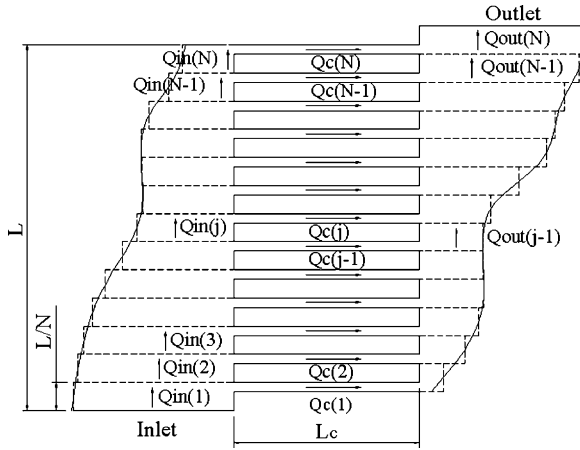 Outlet
Qin(N) Qc(N) Qout(N)
Qin(N-1) Qc(N-1) Qout(N-1)
L
Qin(j) Qc(j) Qout(j-1)
Qc(j-1)
L/N
Qin(3)
Qin(2) Qc(2)
Qin(1) Qc(1)
Inlet Lc